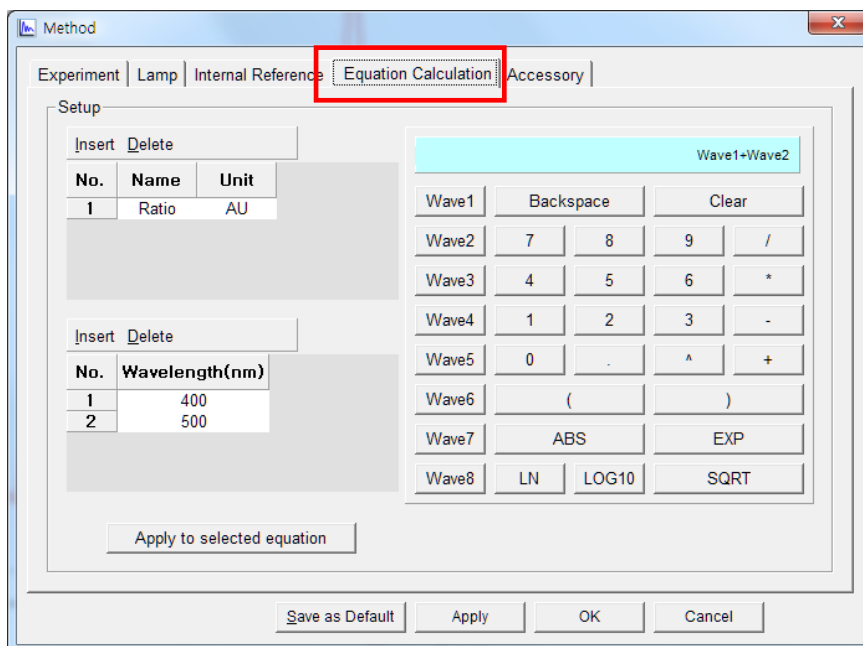 Method
Experiment Lamp Internal Reference Equation Calculation Accessory
Setup
Insert Delete
No. Name Unit
1 Ratio AU
Insert Delete
No. Wavelength(nm)
1 400
2 500
Apply to selected equation
Wave1+Wave2
Wave1 Backspace Clear
Wave2 7 8 9 /
Wave3 4 5 6 *
Wave4 1 2 3 -
Wave5 0 . ^ +
Wave6 ( )
Wave7 ABS EXP
Wave8 LN LOG10 SQRT
Save as Default Apply OK Cancel